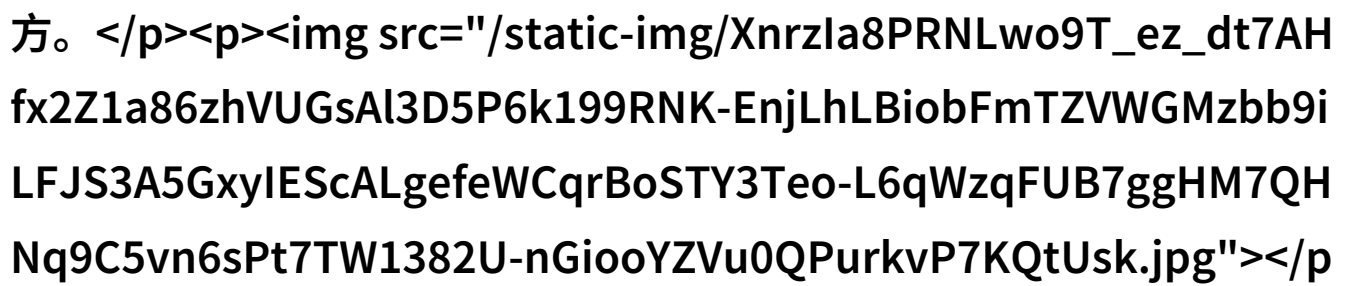 方。</p><p><img src="/static-img/XnrzIa8PRNLwo9T_ez_dt7AH
fx2Z1a86zhVUGsAl3D5P6k199RNK-EnjLhLBiobFmTZVWGMzbb9i
LFJS3A5GxyIEScALgefeWCqrBoSTY3Teo-L6qWzqFUB7ggHM7QH
Nq9C5vn6sPt7TW1382U-nGiooYZVu0QPurkvP7KQtUsk.jpg"></p